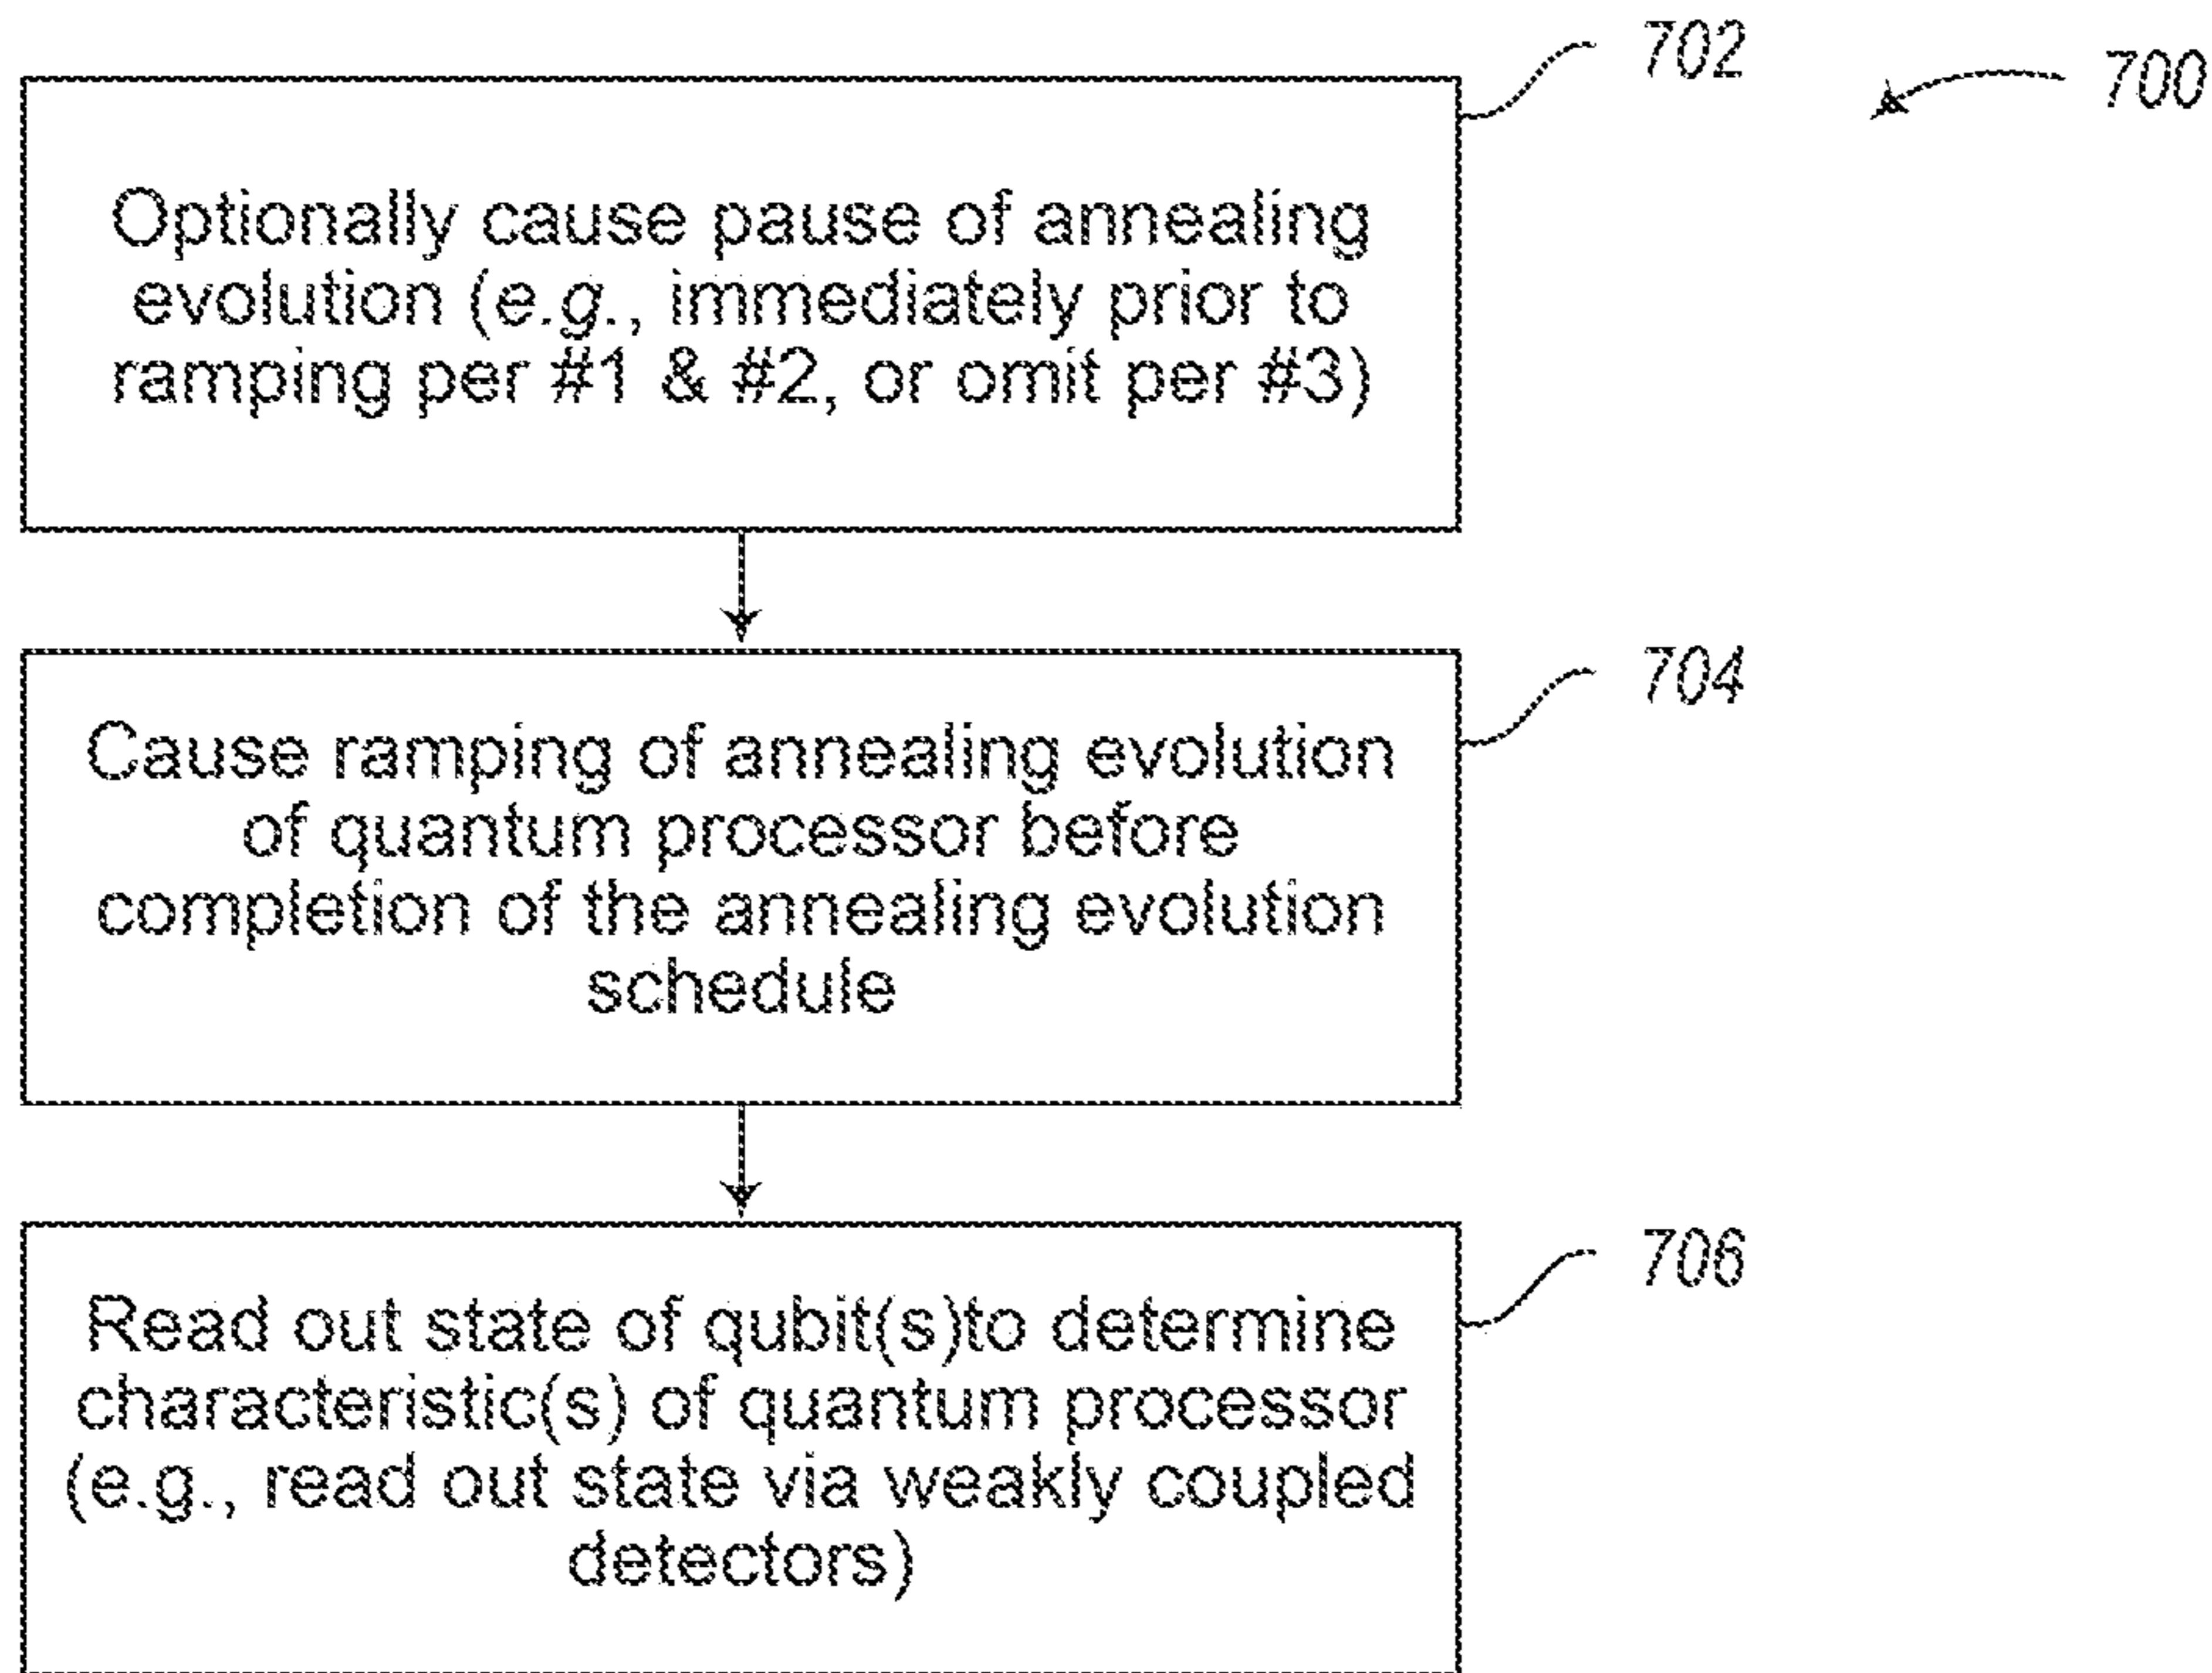 702
700
Optionally cause pause of annealing
evolution (e.g., immediately prior to
ramping per #1 & #2, or omit per #3)
704
Cause ramping of annealing evolution
of quantum processor before
completion of the annealing evolution
schedule
706
Read out state of qubit(s)to determine
characteristic(s) of quantum processor
(e.g., read out state via weakly coupled
detectors)